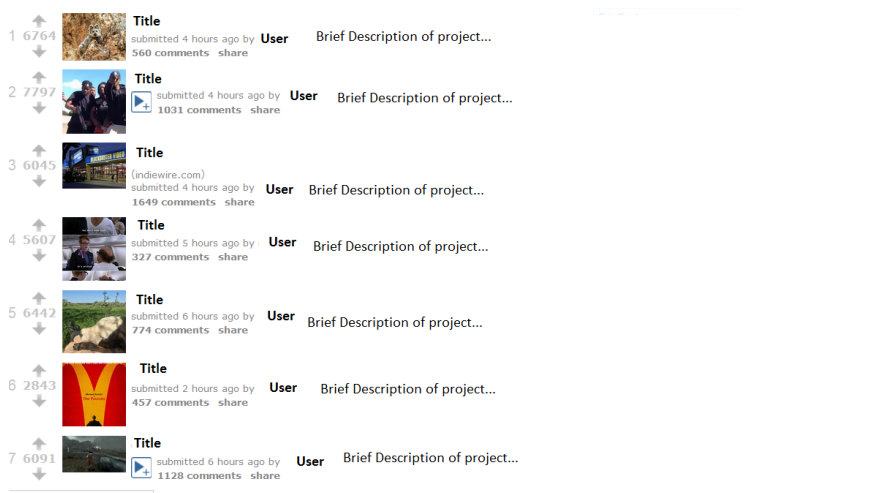 Title
1 6764 submitted 4 hours ago by User Brief Description of project...
560 comments share
Title
2 7797 submitted 4 hours ago by User Brief Description of project...
1031 comments share
Title
3 6045 (indiewire.com)
submitted 4 hours ago by User Brief Description of project...
1649 comments share
Title
4 5607 submitted 5 hours ago by User Brief Description of project...
327 comments share
Title
5 6442 submitted 6 hours ago by User Brief Description of project...
774 comments share
Title
6 2843 submitted 2 hours ago by User Brief Description of project...
457 comments share
Title
7 6091 submitted 6 hours ago by User Brief Description of project...
1128 comments share